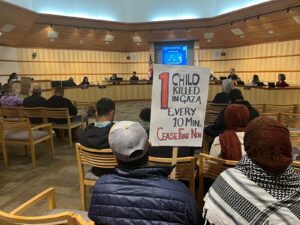 1 CHILD
KILLED
IN GAZA
EVERY
10 MIN.
CEASE FIRE NOW